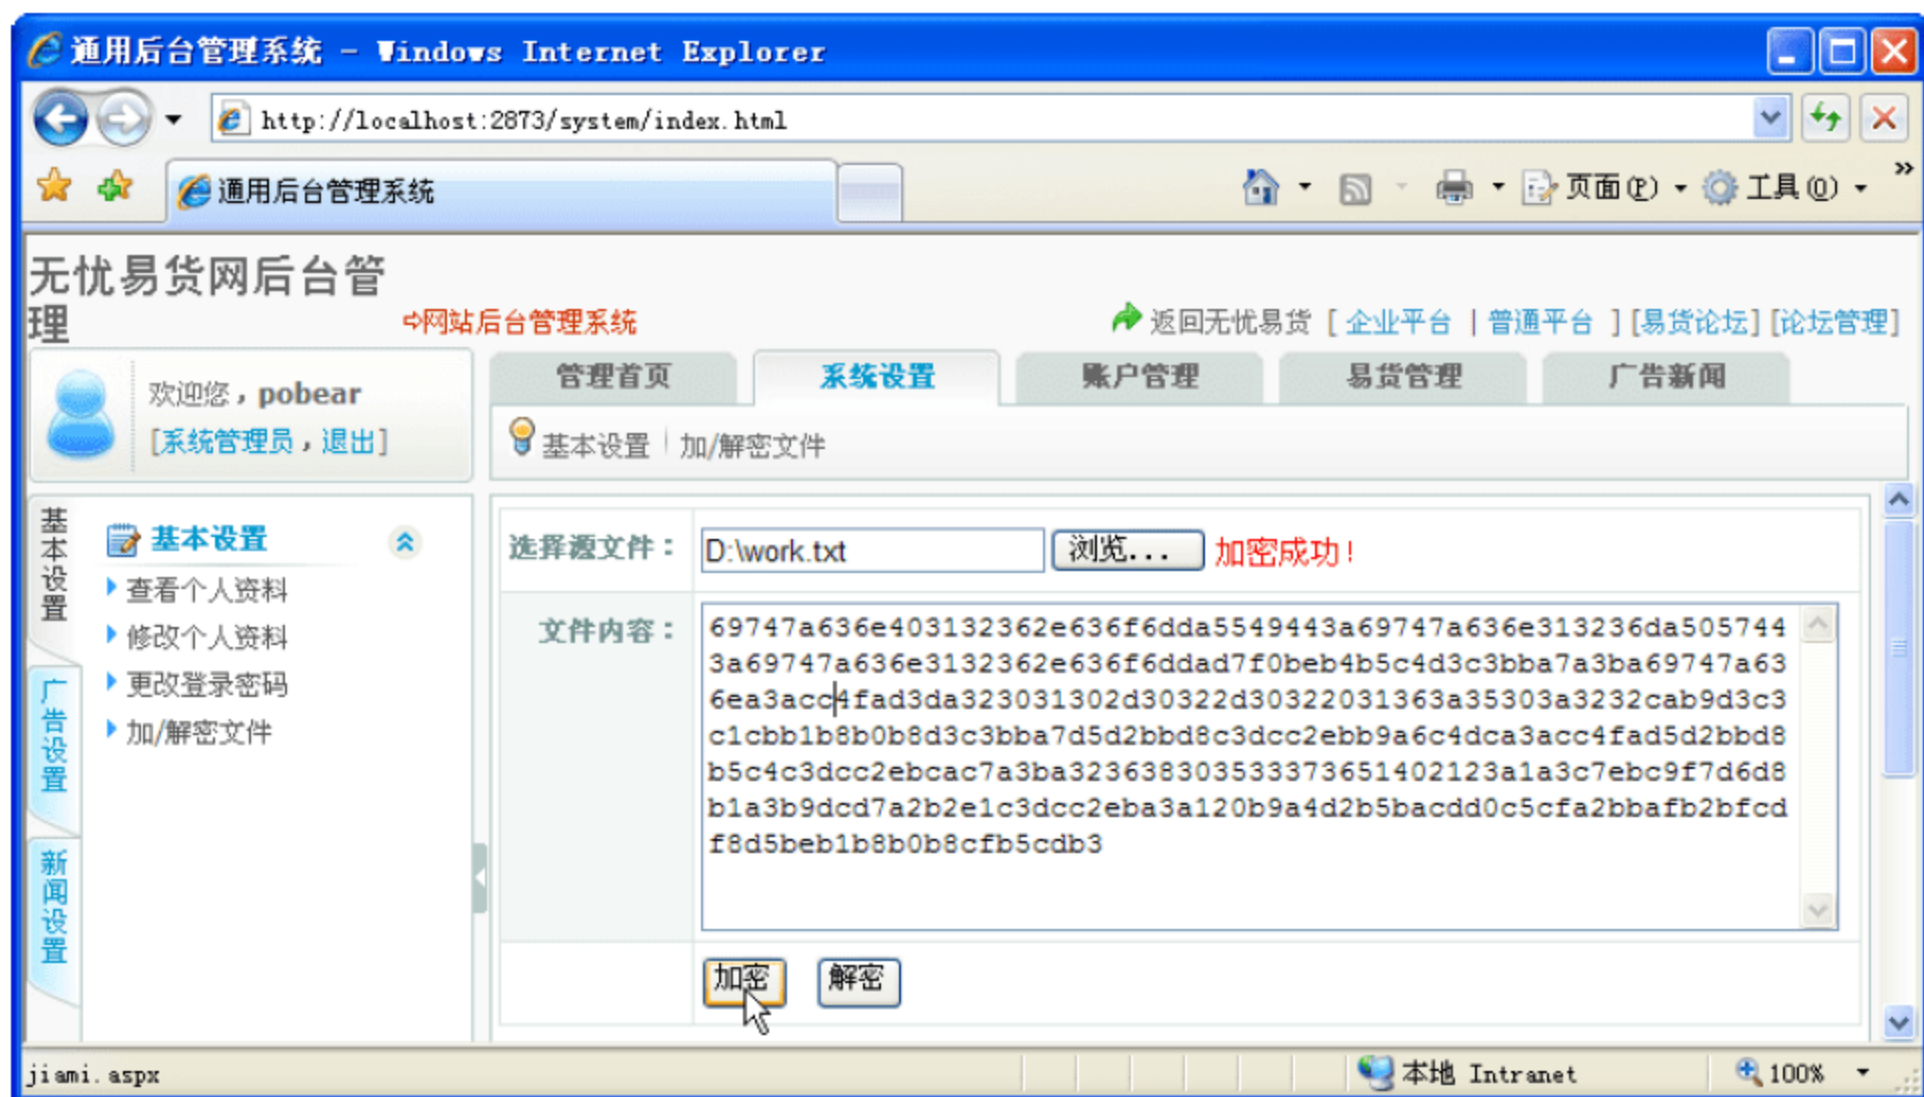 通用后台管理系统 - Windows Internet Explorer
http://localhost:2873/system/index.html
通用后台管理系统
页面(P)
工具(O)
»
无忧易货网后台管
理
网站后台管理系统
返回无忧易货 [ 企业平台 | 普通平台 ] [易货论坛] [论坛管理]
欢迎您，pobear
[系统管理员，退出]
管理首页
系统设置
账户管理
易货管理
广告新闻
基本设置
加/解密文件
基本设置
广告设置
新闻设置
基本设置
查看个人资料
修改个人资料
更改登录密码
加/解密文件
选择源文件：
D:\work.txt
浏览...
加密成功！
文件内容：
69747a636e403132362e636f6dda5549443a69747a636e313236da505744
3a69747a636e3132362e636f6ddad7f0beb4b5c4d3c3bba7a3ba69747a63
6ea3acc4fad3da323031302d30322d30322031363a35303a3232cab9d3c3
c1cbb1b8b0b8d3c3bba7d5d2bbd8c3dcc2ebb9a6c4dca3acc4fad5d2bbd8
b5c4c3dcc2ebcac7a3ba323638303533373651402123a1a3c7ebc9f7d6d8
b1a3b9dcd7a2b2e1c3dcc2eba3a120b9a4d2b5bacdd0c5cfa2bbafb2bfcd
f8d5beb1b8b0b8cfb5cdb3
加密
解密
jiami.aspx
本地 Intranet
100%